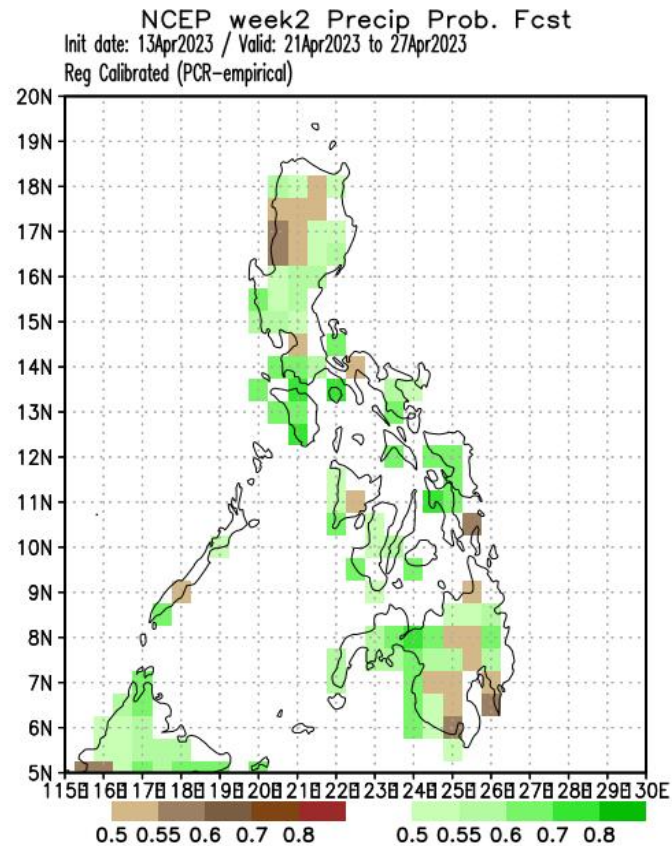 NCEP week2 Precip Prob. Fcst
Init date: 13Apr2023 / Valid: 21Apr2023 to 27Apr2023
Reg Calibrated (PCR-empirical)
20N
19N
18N
17N
16N
15N
14N
13N
12N
11N
10N
9N
8N
7N
6N
5N
115E 116E 117E 118E 119E 120E 121E 122E 123E 124E 125E 126E 127E 128E 129E 130E
0.5 0.55 0.6 0.7 0.8 0.5 0.55 0.6 0.7 0.8